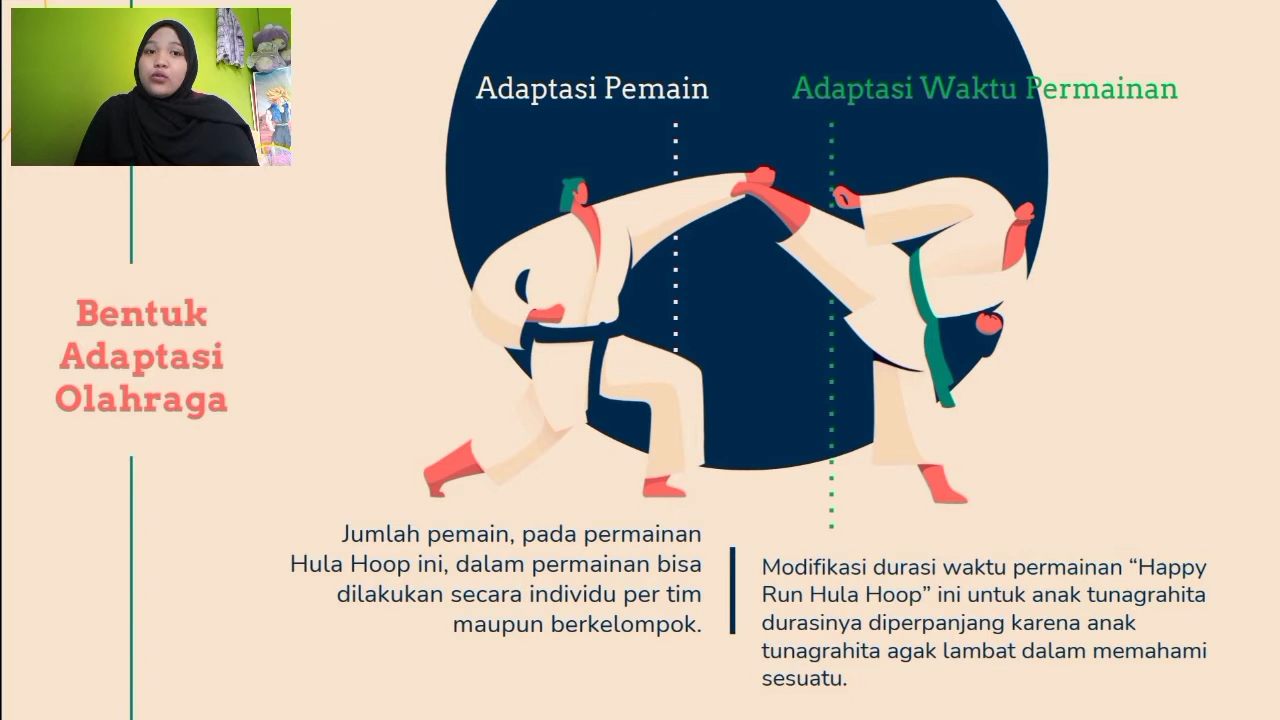 Bentuk
Adaptasi
Olahraga
Adaptasi Pemain
Jumlah pemain, pada permainan
Hula Hoop ini, dalam permainan bisa
dilakukan secara individu per tim
maupun berkelompok.
Adaptasi Waktu Permainan
Modifikasi durasi waktu permainan “Happy
Run Hula Hoop” ini untuk anak tunagrahita
durasinya diperpanjang karena anak
tunagrahita agak lambat dalam memahami
sesuatu.